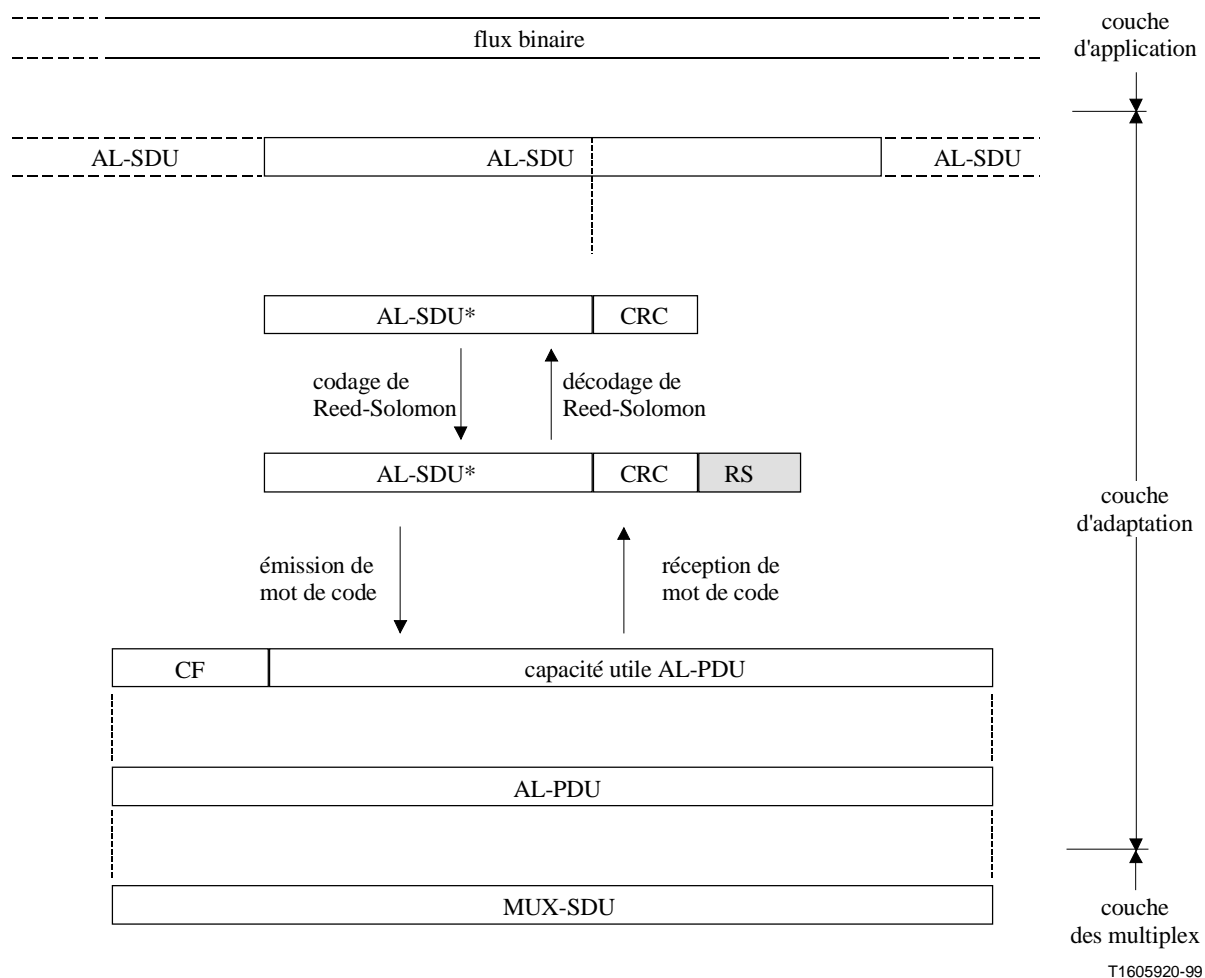 flux binaire
couche
d'application
AL-SDU
AL-SDU
AL-SDU
AL-SDU*
CRC
codage de
Reed-Solomon
décodage de
Reed-Solomon
AL-SDU*
CRC
RS
couche
d'adaptation
émission de
mot de code
réception de
mot de code
CF
capacité utile AL-PDU
AL-PDU
MUX-SDU
couche
des multiplex
T1605920-99